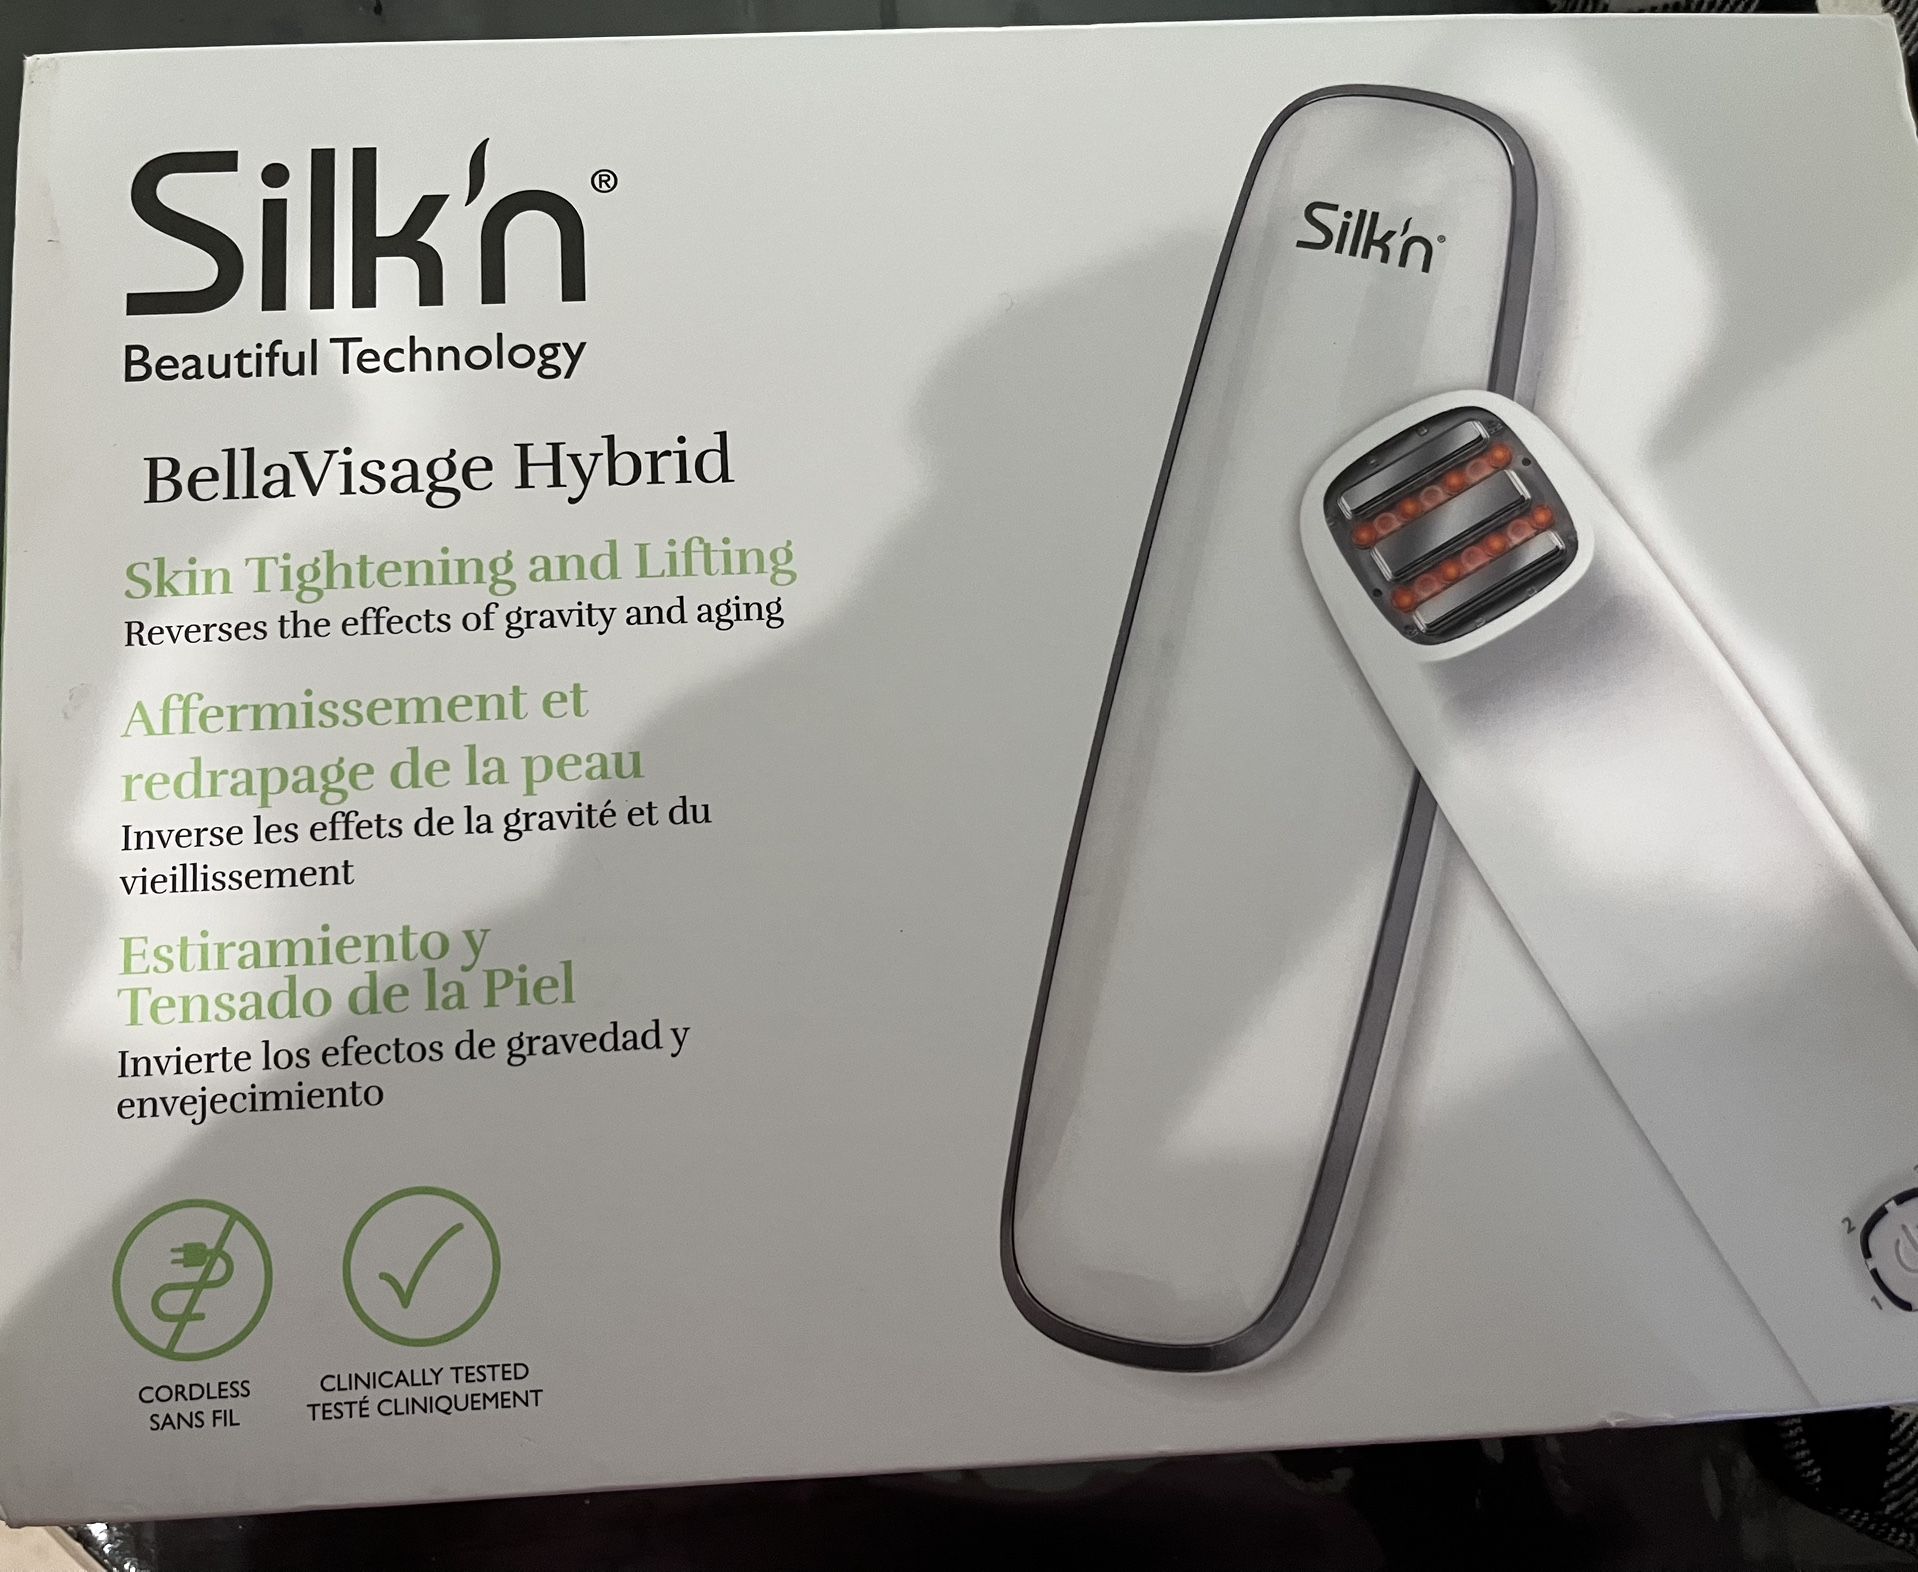 Silk'n®
Beautiful Technology
BellaVisage Hybrid
Skin Tightening and Lifting
Reverses the effects of gravity and aging
Affermissement et
redrapage de la peau
Inverse les effets de la gravité et du
vieillissement
Estiramiento y
Tensado de la Piel
Invierte los efectos de gravedad y
envejecimiento
CORDLESS
SANS FIL
CLINICALLY TESTED
TESTÉ CLINIQUEMENT
Silk'n®
2
1